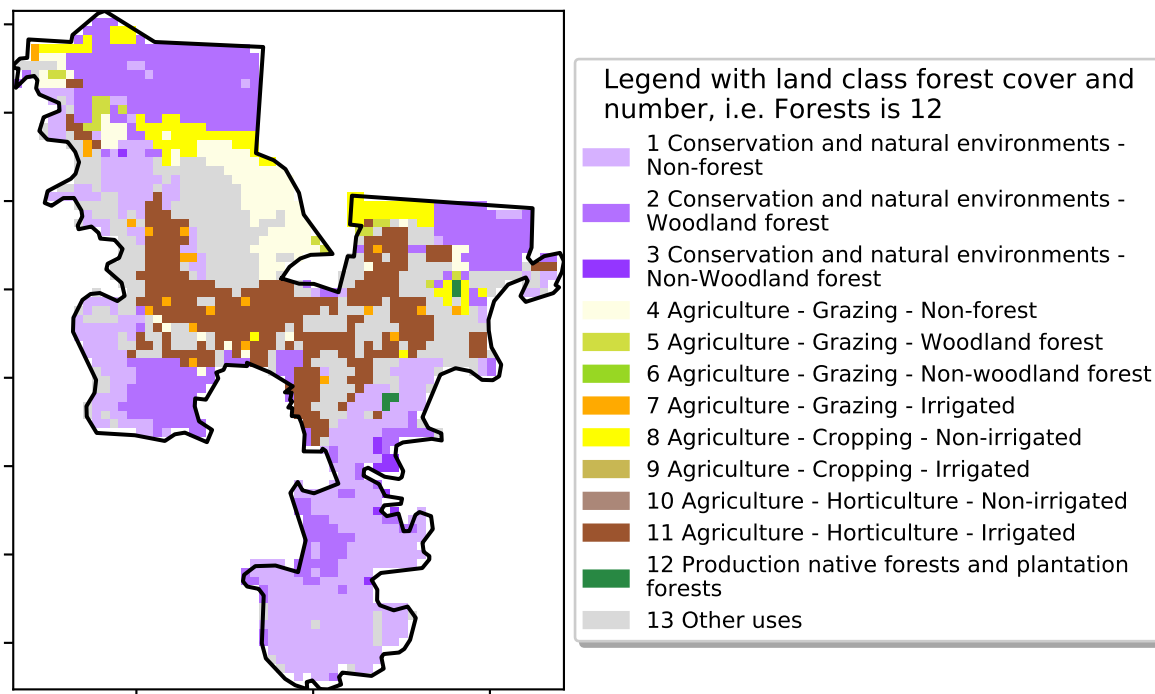 Legend with land class forest cover and
number, i.e. Forests is 12
1 Conservation and natural environments -
Non-forest
2 Conservation and natural environments -
Woodland forest
3 Conservation and natural environments -
Non-Woodland forest
4 Agriculture - Grazing - Non-forest
5 Agriculture - Grazing - Woodland forest
6 Agriculture - Grazing - Non-woodland forest
7 Agriculture - Grazing - Irrigated
8 Agriculture - Cropping - Non-irrigated
9 Agriculture - Cropping - Irrigated
10 Agriculture - Horticulture - Non-irrigated
11 Agriculture - Horticulture - Irrigated
12 Production native forests and plantation
forests
13 Other uses